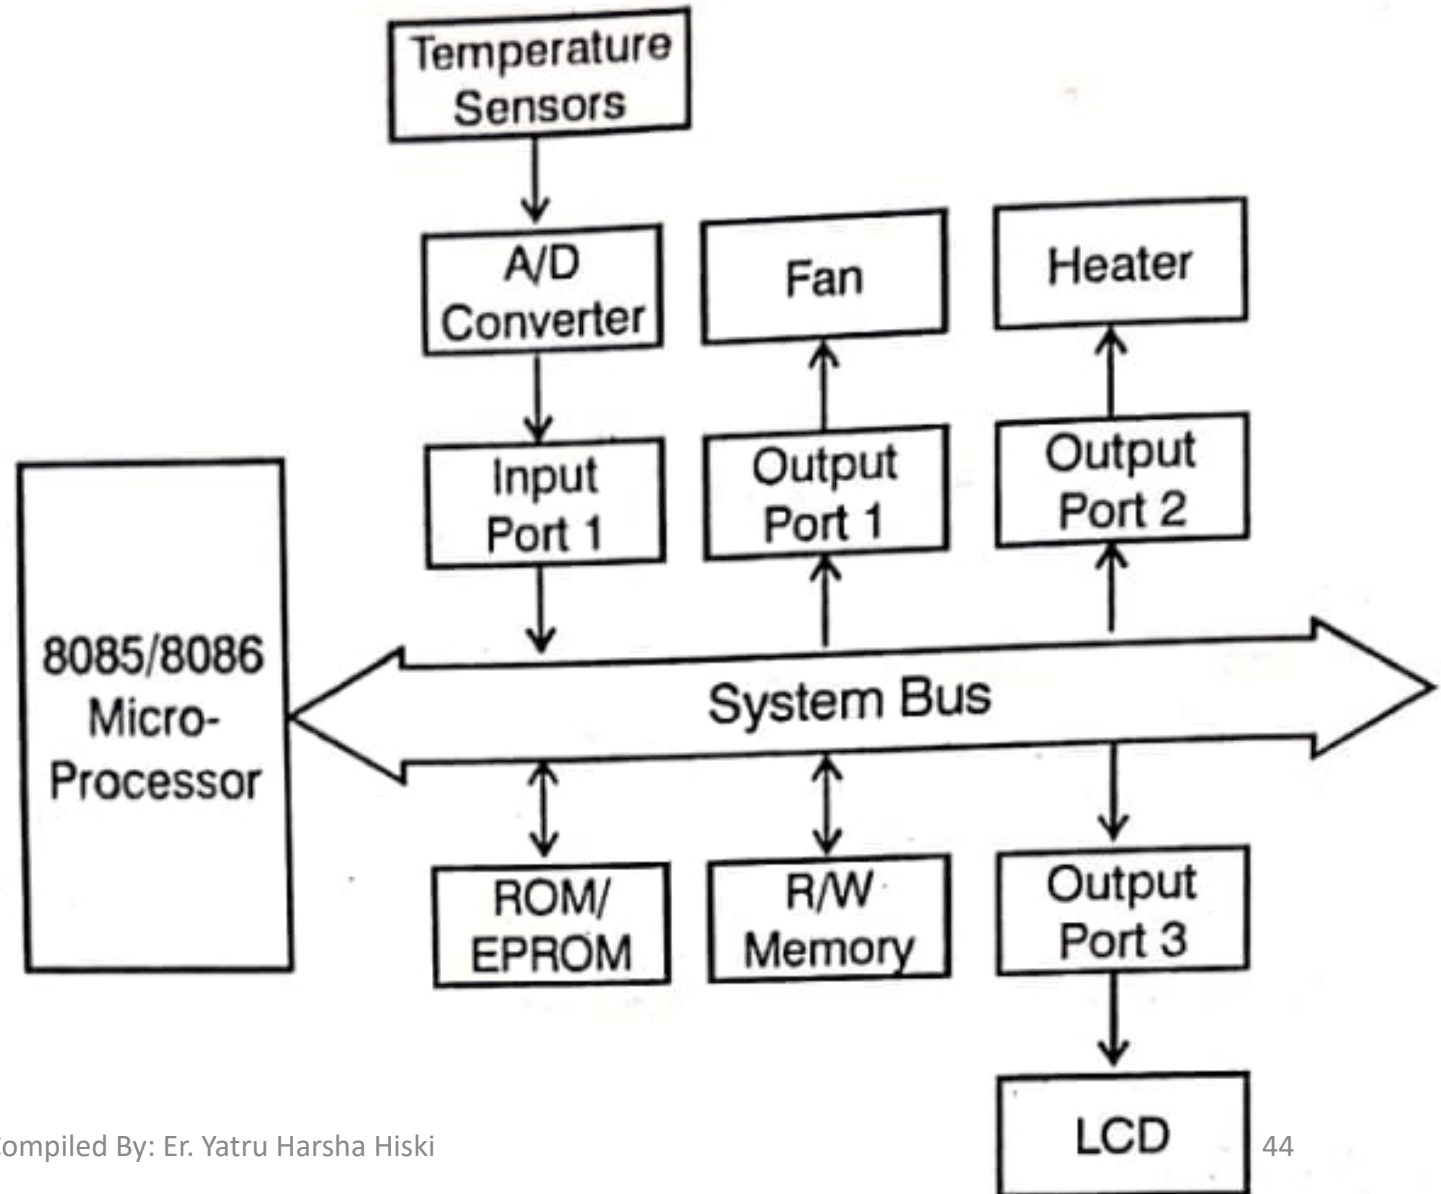 Temperature
Sensors
A/D
Converter
Fan
Heater
Input
Port 1
Output
Port 1
Output
Port 2
8085/8086
Micro-
Processor
System Bus
ROM/
EPROM
R/W
Memory
Output
Port 3
LCD
ompiled By: Er. Yatru Harsha Hiski
44